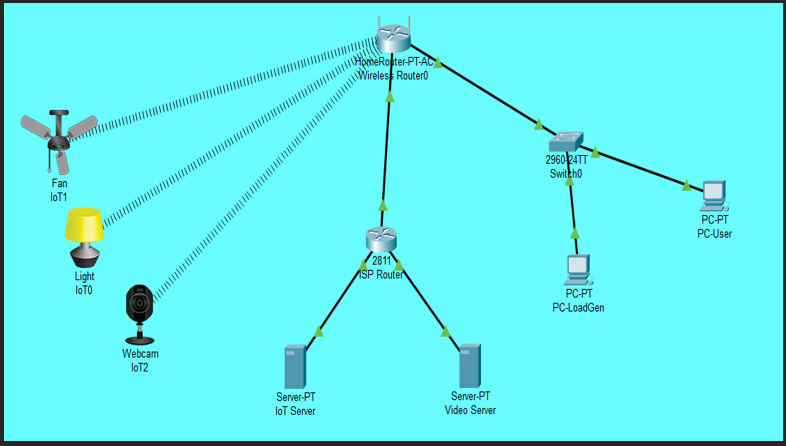 HomeRouter-PT-AC
Wireless Router0
Fan
IoT1
2960-24TT
Switch0
PC-PT
PC-User
Light
IoT0
2811
ISP Router
PC-PT
PC-LoadGen
Webcam
IoT2
Server-PT
IoT Server
Server-PT
Video Server